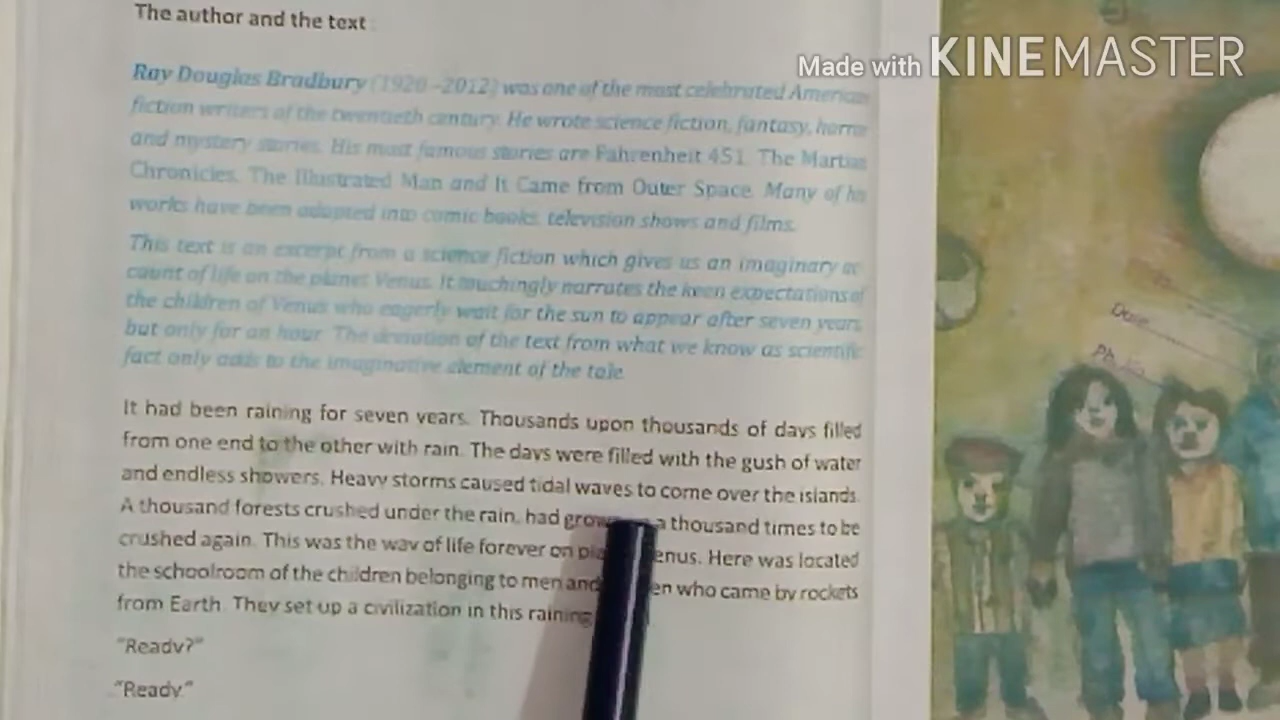 The author and the text
Made with KINEMASTER
Ray Douglas Bradbury (1920-2012) was one of the most celebrated American
fiction writers of the twentieth century. He wrote science fiction, fantasy, horror
and mystery stories. His most famous stories are Fahrenheit 451. The Martian
Chronicles. The Illustrated Man and It Came from Outer Space. Many of his
works have been adapted into comic books, television shows and films.
This text is an excerpt from a science fiction which gives us an imaginary ac
count of life on the planet Venus. It touchingly narrates the keen expectations of
the children of Venus who eagerly wait for the sun to appear after seven years,
but only for an hour. The deviation of the text from what we know as scientific
fact only adds to the imaginative element of the tale.
It had been raining for seven years. Thousands upon thousands of days filled
from one end to the other with rain. The days were filled with the gush of water
and endless showers. Heavy storms caused tidal waves to come over the islands.
A thousand forests crushed under the rain, had a thousand times to be
crushed again. This was the way of life forever on Here was located
the schoolroom of the children belonging to men and who came by rockets
from Earth. They set up a civilization in this raining
"Ready?"
"Ready."
Date
Ph.No